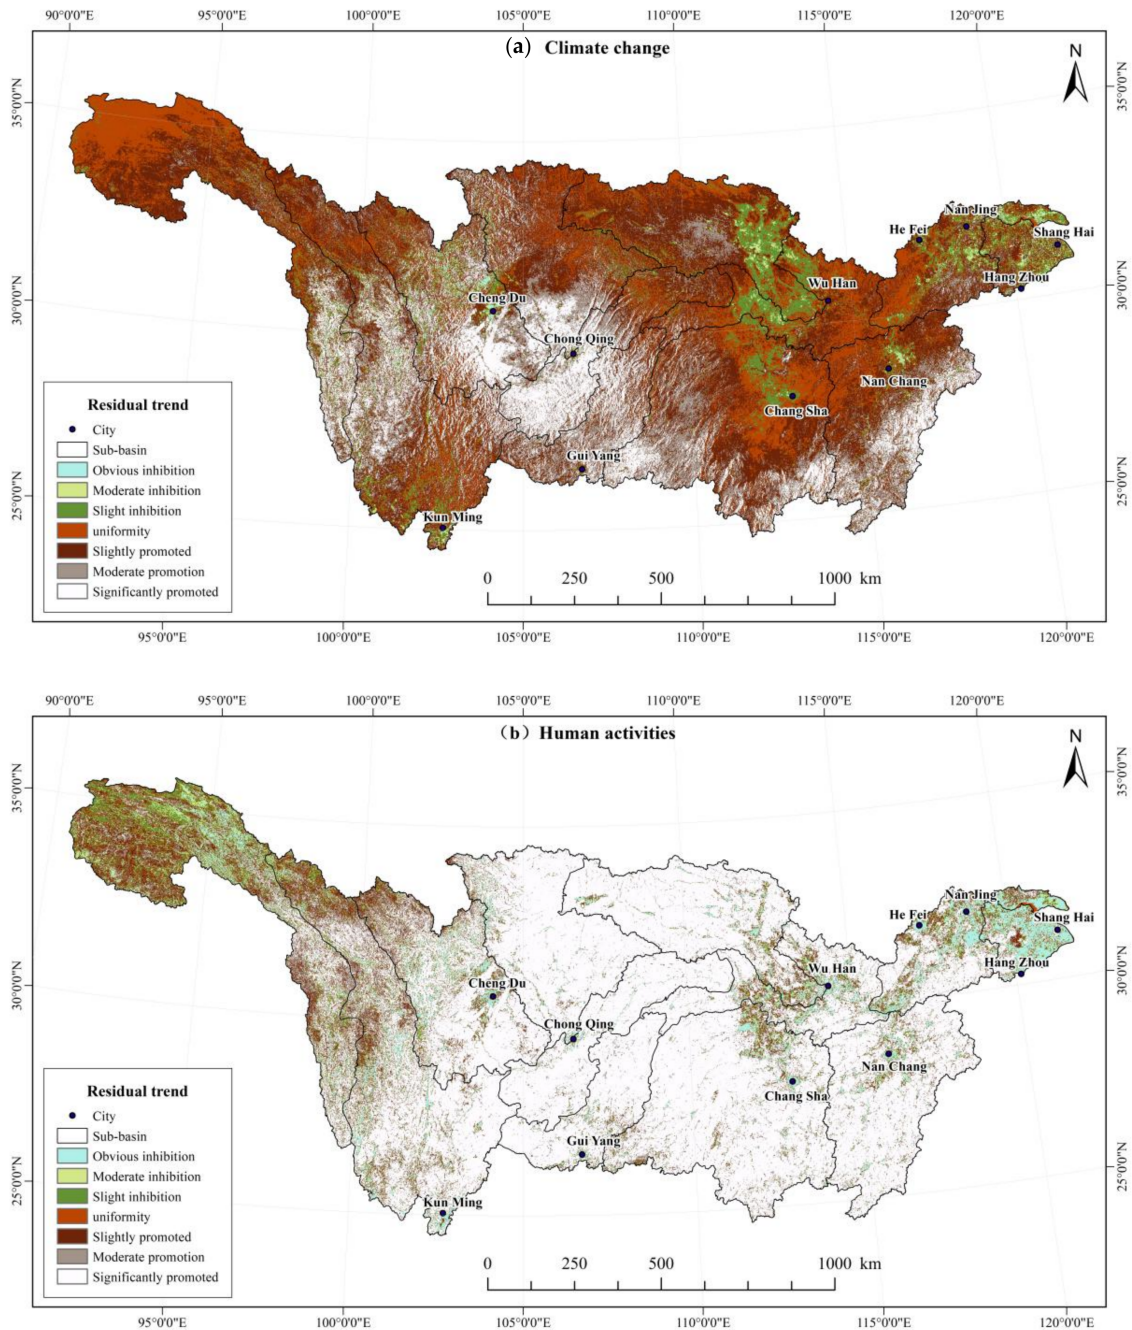 90°0'0"E 95°0'0"E 100°0'0"E 105°0'0"E 110°0'0"E 115°0'0"E 120°0'0"E
(a) Climate change
N
35°0'0"N
35°0'0"N
Nan Jing
He Fei
Shang Hai
Hang Zhou
30°0'0"N
30°0'0"N
Cheng Du
Wu Han
Chong Qing
Nan Chang
Chang Sha
Gui Yang
25°0'0"N
25°0'0"N
Kun Ming
Residual trend
City
Sub-basin
Obvious inhibition
Moderate inhibition
Slight inhibition
uniformity
Slightly promoted
Moderate promotion
Significantly promoted
0 250 500 1000 km
95°0'0"E 100°0'0"E 105°0'0"E 110°0'0"E 115°0'0"E 120°0'0"E
90°0'0"E 95°0'0"E 100°0'0"E 105°0'0"E 110°0'0"E 115°0'0"E 120°0'0"E
(b) Human activities
N
35°0'0"N
35°0'0"N
Nan Jing
He Fei
Shang Hai
Hang Zhou
30°0'0"N
30°0'0"N
Cheng Du
Wu Han
Chong Qing
Nan Chang
Chang Sha
Gui Yang
25°0'0"N
25°0'0"N
Kun Ming
Residual trend
City
Sub-basin
Obvious inhibition
Moderate inhibition
Slight inhibition
uniformity
Slightly promoted
Moderate promotion
Significantly promoted
0 250 500 1000 km
95°0'0"E 100°0'0"E 105°0'0"E 110°0'0"E 115°0'0"E 120°0'0"E